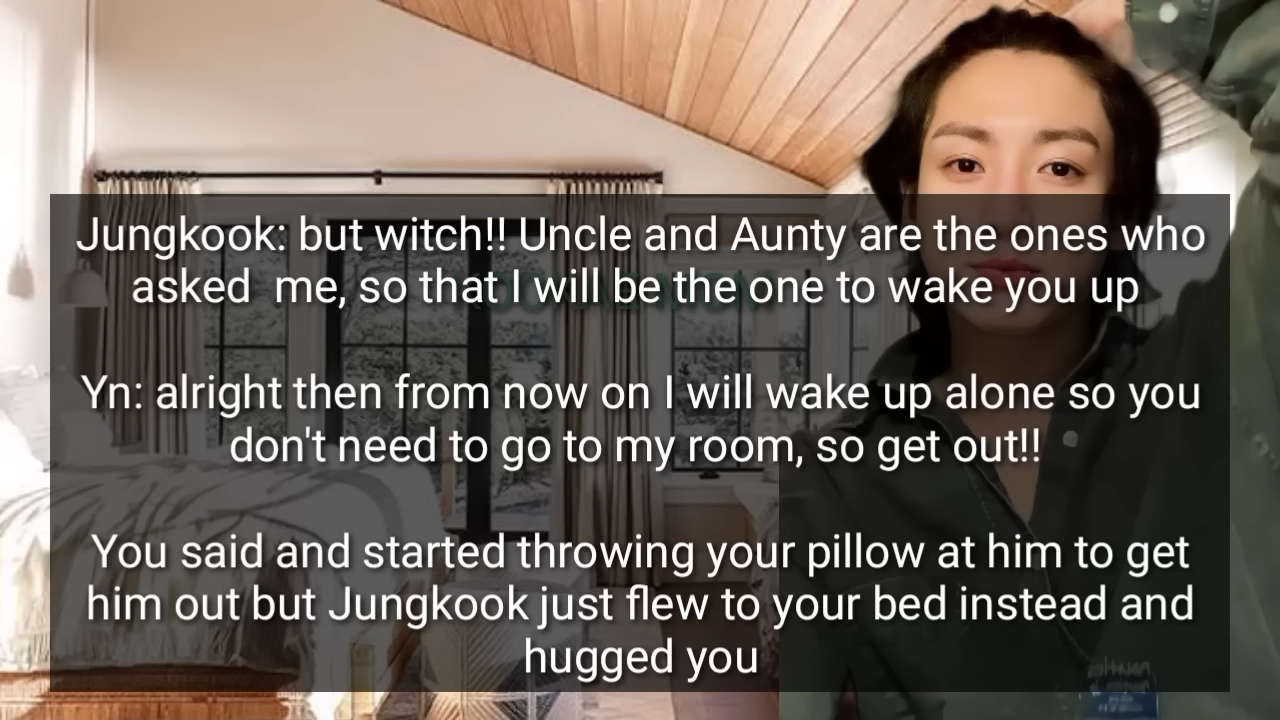 Jungkook: but witch!! Uncle and Aunty are the ones who
asked  me, so that I will be the one to wake you up
Yn: alright then from now on I will wake up alone so you
don't need to go to my room, so get out!!
You said and started throwing your pillow at him to get
him out but Jungkook just flew to your bed instead and
hugged you